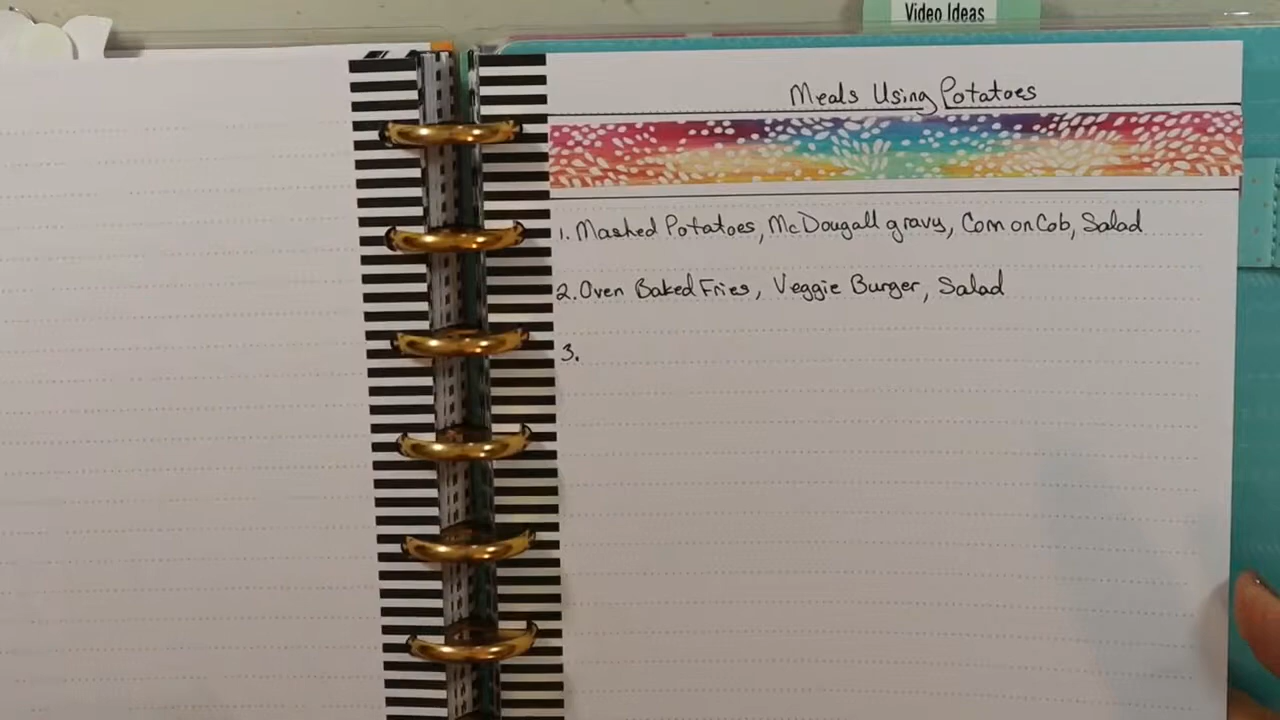 Video Ideas
Meals Using Potatoes
1. Mashed Potatoes, McDougall gravy, Corn on Cob, Salad
2. Oven Baked Fries, Veggie Burger, Salad
3.